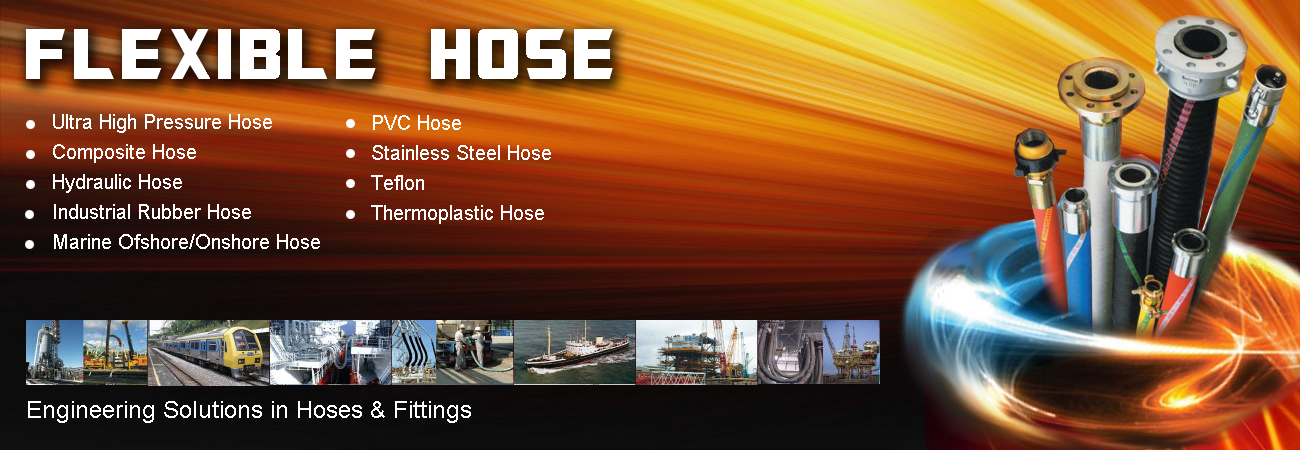 FLEXIBLE HOSE
Ultra High Pressure Hose
Composite Hose
Hydraulic Hose
Industrial Rubber Hose
Marine Ofshore/Onshore Hose
PVC Hose
Stainless Steel Hose
Teflon
Thermoplastic Hose
Engineering Solutions in Hoses & Fittings